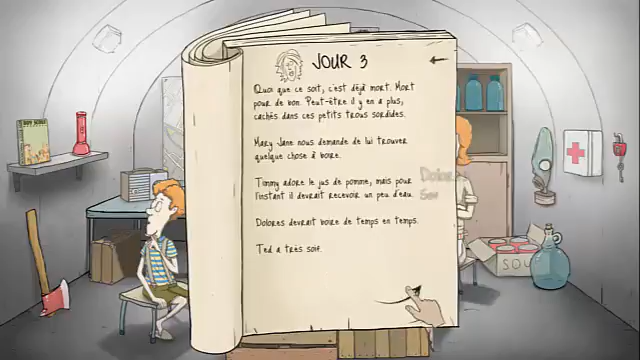 JOUR 3
Quoi que ce soit, c'est déjà mort. Mort
pour de bon. Peut-être il y en a plus,
cachés dans ces petits trous sordides.
Mary Jane nous demande de lui trouver
quelque chose à boire.
Timmy adore le jus de pomme, mais pour
l'instant il devrait recevoir un peu d'eau.
Dolores devrait boire de temps en temps.
Ted a très soif.
Dolores
Soif
SOUP